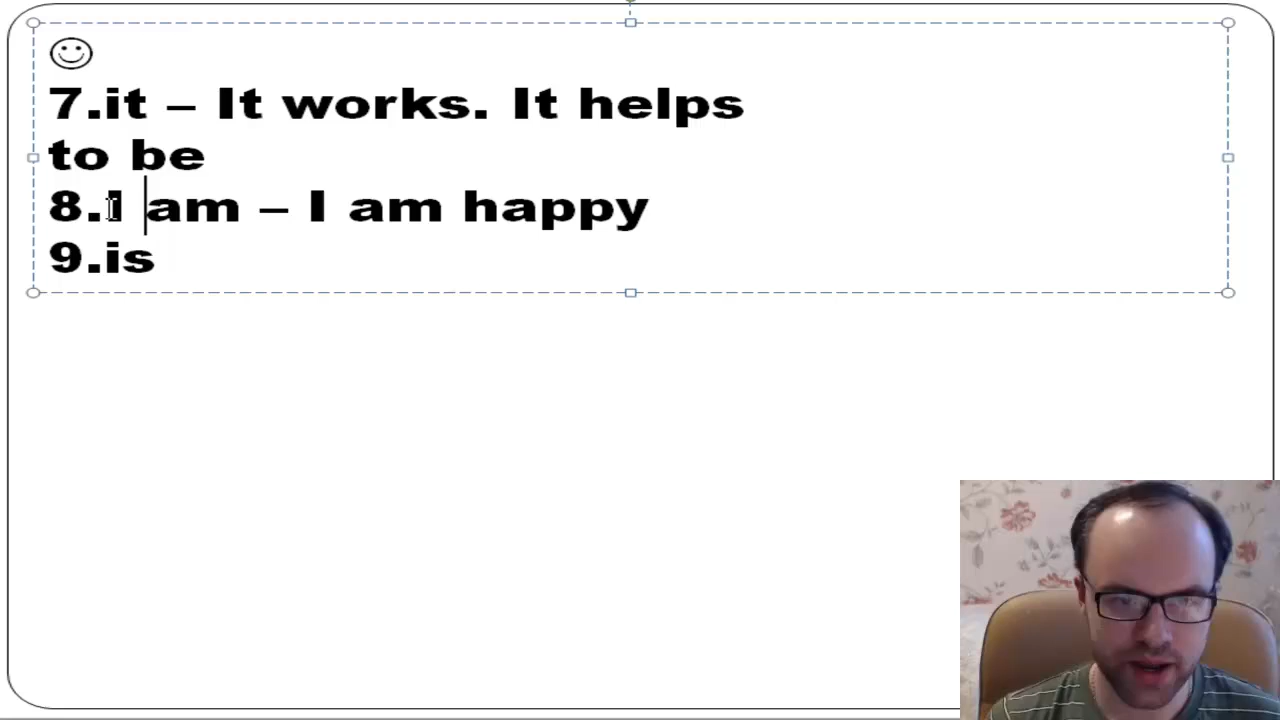 7.it – It works. It helps
to be
8.I am – I am happy
9.is